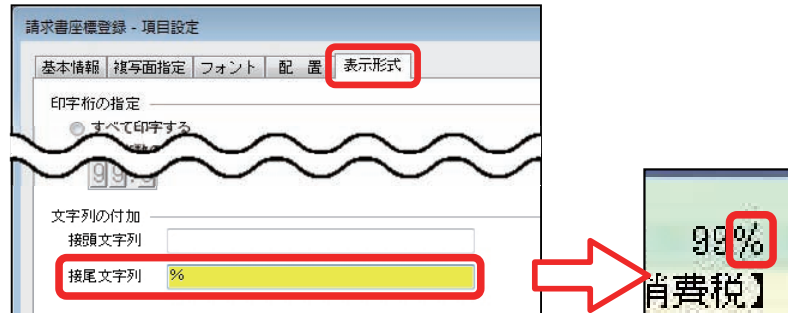 請求書座標登録 - 項目設定
基本情報 複写面指定 フォント 配 置 表示形式
印字桁の指定
すべて印字する
文字列の付加
接頭文字列
接尾文字列 %
99%
消費税】